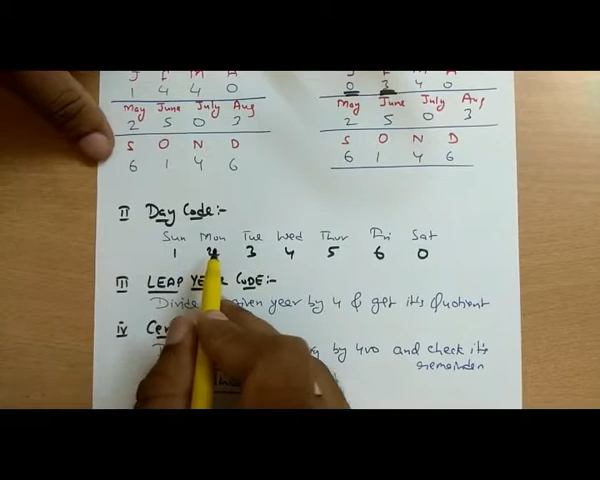 J F M A
1 4 4 0
May June July Aug
2 5 0 3
S O N D
6 1 4 6
J F M A
0 3 4 0
May June July Aug
2 5 0 3
S O N D
6 1 4 6
II Day Code:-
Sun Mon Tue Wed Thur Fri Sat
1 2 3 4 5 6 0
III LEAP YEAR CODE:-
Divide given year by 4 & get it's Quotient
iv
by 400 and check it's
remainder